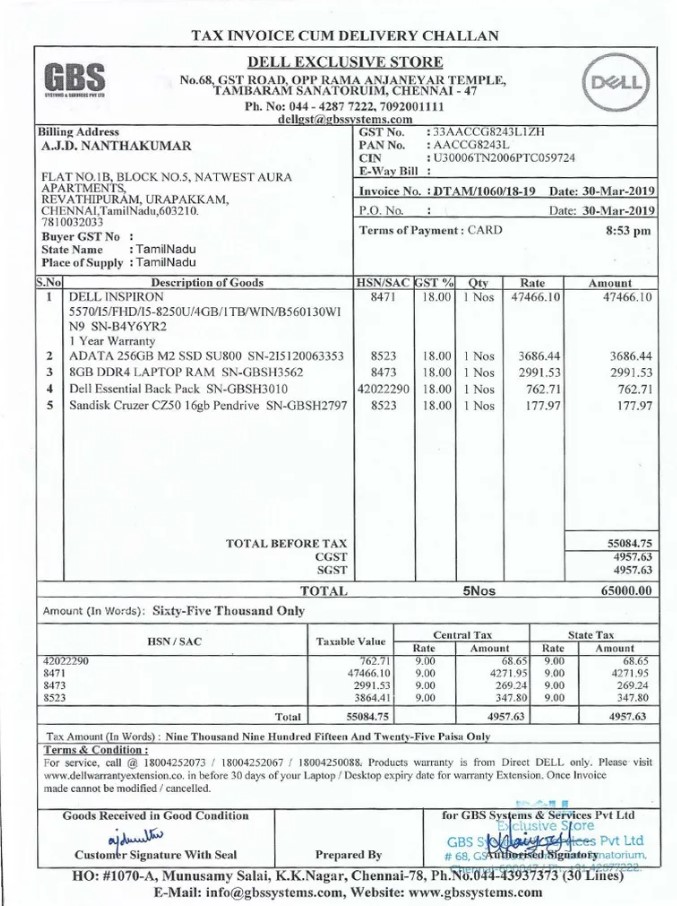 TAX INVOICE CUM DELIVERY CHALLAN
GBS
SYSTEMS & SERVICES PVT LTD
DELL EXCLUSIVE STORE
No.68, GST ROAD, OPP RAMA ANJANEYAR TEMPLE,
TAMBARAM SANATORUIM, CHENNAI - 47
Ph. No: 044 - 4287 7222, 7092001111
dellgst@gbssystems.com
DELL
Billing Address
A.J.D. NANTHAKUMAR
FLAT NO.1B, BLOCK NO.5, NATWEST AURA
APARTMENTS,
REVATHIPURAM, URAPAKKAM,
CHENNAI,TamilNadu,603210.
7810032033
Buyer GST No :
State Name : TamilNadu
Place of Supply : TamilNadu
GST No. : 33AACCG8243L1ZH
PAN No. : AACCG8243L
CIN : U30006TN2006PTC059724
E-Way Bill :
Invoice No. : DTAM/1060/18-19 Date: 30-Mar-2019
P.O. No. : Date: 30-Mar-2019
Terms of Payment : CARD 8:53 pm
S.No Description of Goods HSN/SAC GST % Qty Rate Amount
1 DELL INSPIRON 8471 18.00 1 Nos 47466.10 47466.10
5570/I5/FHD/I5-8250U/4GB/1TB/WIN/B560130WI
N9 SN-B4Y6YR2
1 Year Warranty
2 ADATA 256GB M2 SSD SU800 SN-2I5120063353 8523 18.00 1 Nos 3686.44 3686.44
3 8GB DDR4 LAPTOP RAM SN-GBSH3562 8473 18.00 1 Nos 2991.53 2991.53
4 Dell Essential Back Pack SN-GBSH3010 42022290 18.00 1 Nos 762.71 762.71
5 Sandisk Cruzer CZ50 16gb Pendrive SN-GBSH2797 8523 18.00 1 Nos 177.97 177.97
TOTAL BEFORE TAX 55084.75
CGST 4957.63
SGST 4957.63
TOTAL 5Nos 65000.00
Amount (In Words): Sixty-Five Thousand Only
HSN / SAC Taxable Value Central Tax State Tax
Rate Amount Rate Amount
42022290 762.71 9.00 68.65 9.00 68.65
8471 47466.10 9.00 4271.95 9.00 4271.95
8473 2991.53 9.00 269.24 9.00 269.24
8523 3864.41 9.00 347.80 9.00 347.80
Total 55084.75 4957.63 4957.63
Tax Amount (In Words) : Nine Thousand Nine Hundred Fifteen And Twenty-Five Paisa Only
Terms & Condition :
For service, call @ 18004252073 / 18004252067 / 18004250088. Products warranty is from Direct DELL only. Please visit
www.dellwarrantyextension.co. in before 30 days of your Laptop / Desktop expiry date for warranty Extension. Once Invoice
made cannot be modified / cancelled.
Goods Received in Good Condition
Customer Signature With Seal
Prepared By
for GBS Systems & Services Pvt Ltd
Exclusive Store
GBS Pvt Ltd
# 68,
Authorised Signatory
HO: #1070-A, Munusamy Salai, K.K.Nagar, Chennai-78, Ph.No.044-43937373 (30 Lines)
E-Mail: info@gbssystems.com, Website: www.gbssystems.com